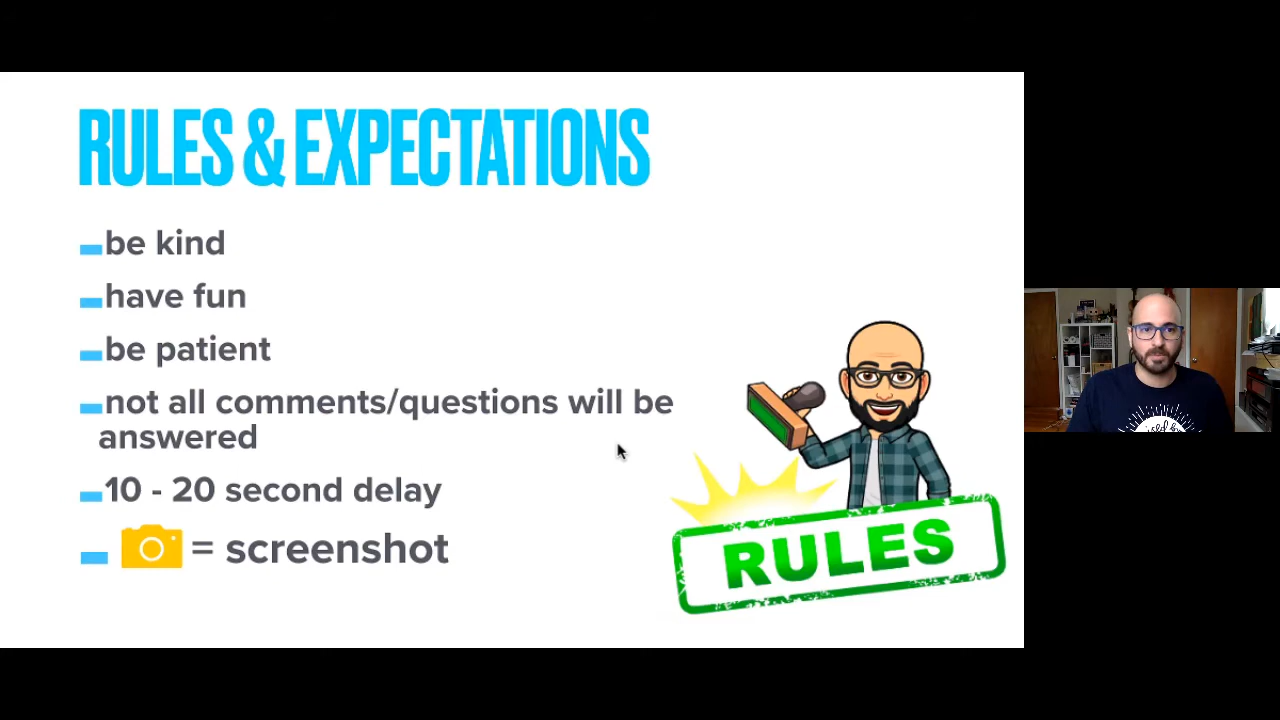 RULES & EXPECTATIONS
be kind
have fun
be patient
not all comments/questions will be
answered
10 - 20 second delay
= screenshot
RULES